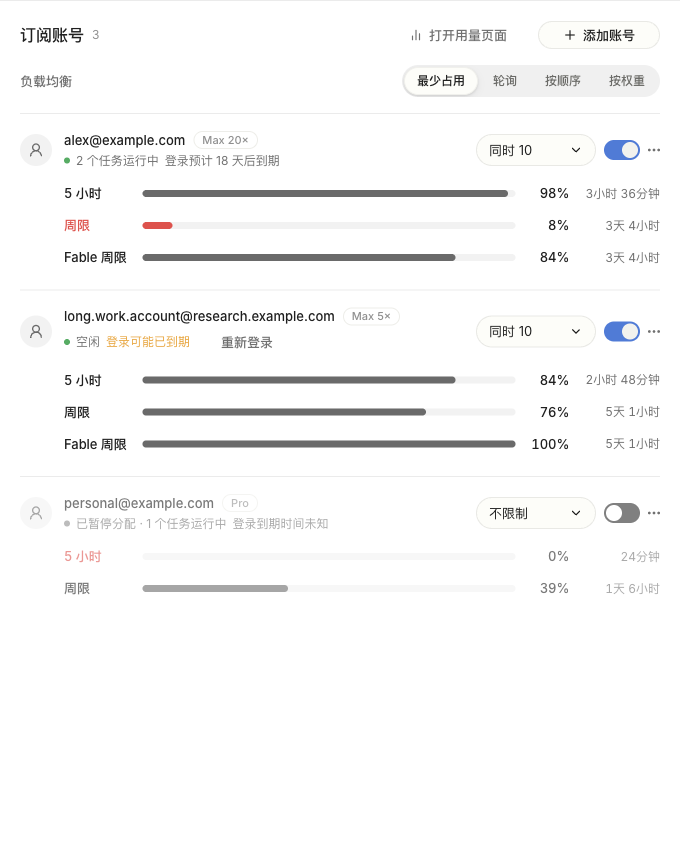 订阅账号 3 打开用量页面 + 添加账号
负载均衡 最少占用 轮询 按顺序 按权重
alex@example.com Max 20× 同时 10
2 个任务运行中 登录预计 18 天后到期
5 小时 98% 3小时 36分钟
周限 8% 3天 4小时
Fable 周限 84% 3天 4小时
long.work.account@research.example.com Max 5× 同时 10
空闲 登录可能已到期 重新登录
5 小时 84% 2小时 48分钟
周限 76% 5天 1小时
Fable 周限 100% 5天 1小时
personal@example.com Pro 不限制
已暂停分配 · 1 个任务运行中 登录到期时间未知
5 小时 0% 24分钟
周限 39% 1天 6小时